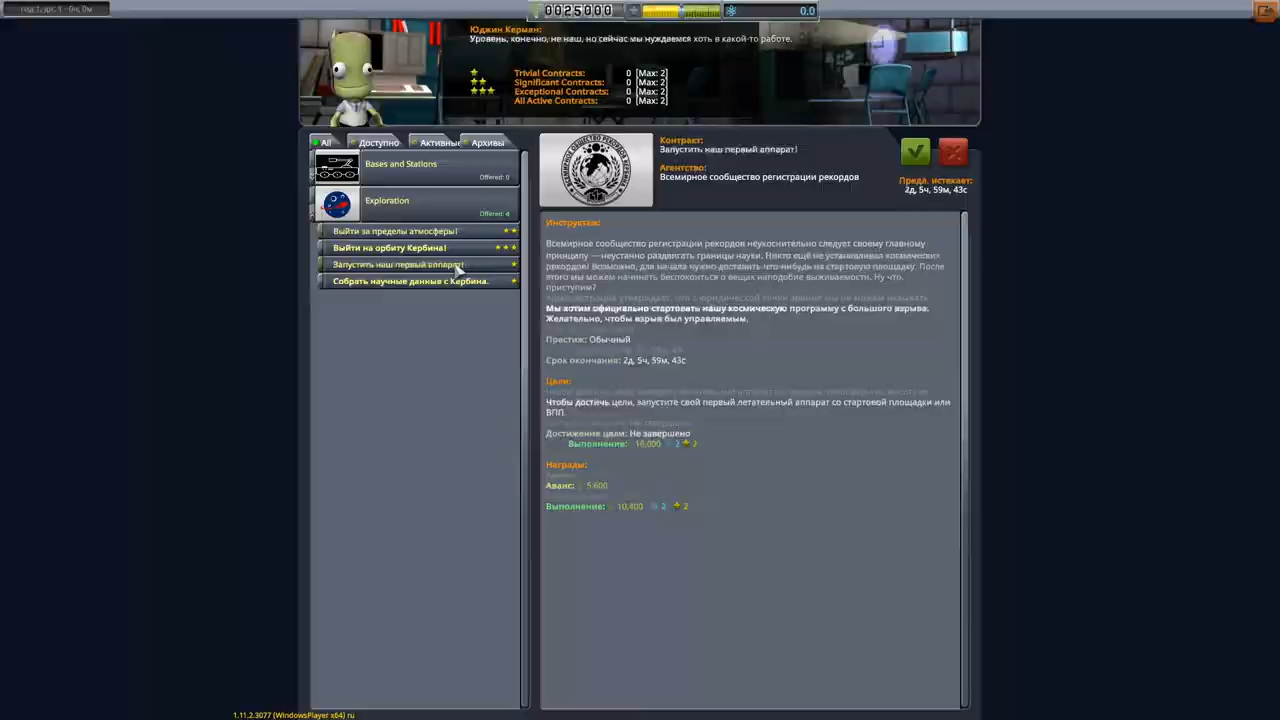 0025000
0.0
Юджин Керман:
Уровень, конечно, не наш, но сейчас мы нуждаемся хоть в какой-то работе.
Trivial Contracts: 0 [Max: 2]
Significant Contracts: 0 [Max: 2]
Exceptional Contracts: 0 [Max: 2]
All Active Contracts: 0 [Max: 2]
All Доступно Активные Архивы
Bases and Stations
Offered: 0
Exploration
Offered: 4
Выйти за пределы атмосферы!
Выйти на орбиту Кербина!
Запустить наш первый аппарат!
Собрать научные данные с Кербина.
ВСЕМИРНОЕ ОБЩЕСТВО РЕКОРДОВ
Контракт:
Запустить наш первый аппарат!
Агентство:
Всемирное сообщество регистрации рекордов
Предл. истекает:
2д, 5ч, 59м, 43с
Инструктаж:
Всемирное сообщество регистрации рекордов неукоснительно следует своему главному
принципу —неустанно раздвигать границы науки. Никто ещё не устанавливал космических
рекордов! Возможно, для начала нужно доставить что-нибудь на стартовую площадку. После
этого мы можем начинать беспокоиться о вещах наподобие выживаемости. Ну что,
приступим?
Мы хотим официально стартовать нашу космическую программу с большого взрыва.
Желательно, чтобы взрыв был управляемым.
Престиж: Обычный
Срок окончания: 2д, 5ч, 59м, 43с
Цели:
Чтобы достичь цели, запустите свой первый летательный аппарат со стартовой площадки или
ВПП.
Достижение цели: Не завершено
Выполнение: 16,000 2 2
Награды:
Аванс: 5,600
Выполнение: 10,400 2 2
1.11.2.3077 (WindowsPlayer x64) ru